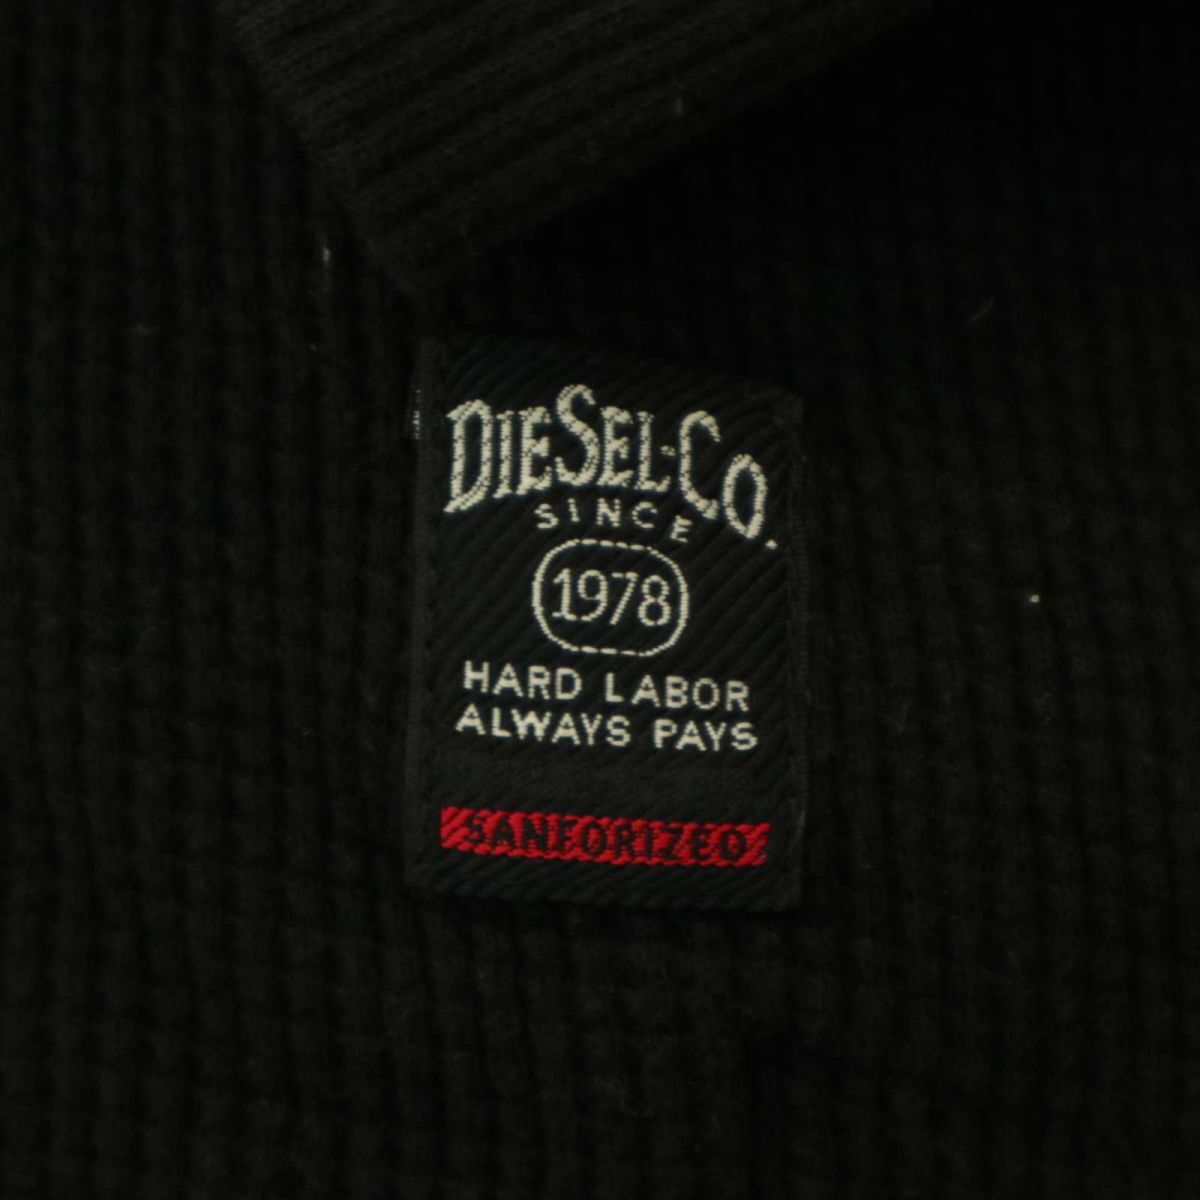 DIESEL-CO.
SINCE
1978
HARD LABOR
ALWAYS PAYS
SANFORIZED